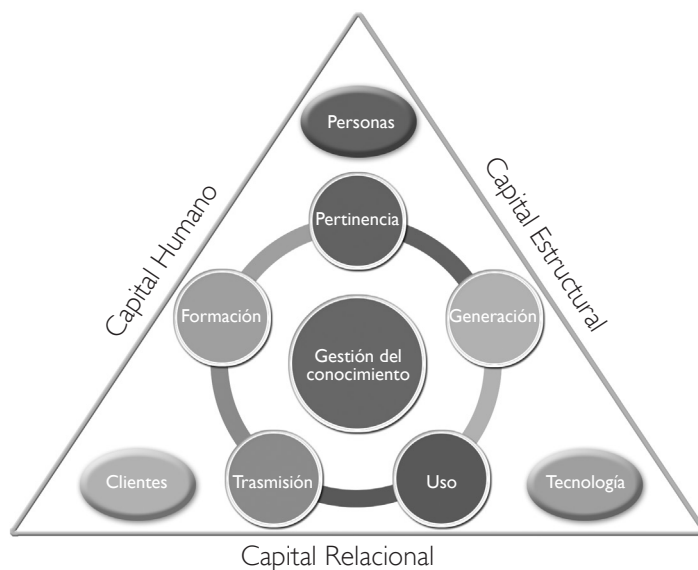 Personas
Capital Humano
Capital Estructural
Pertinencia
Formación
Generación
Gestión del
conocimiento
Clientes
Trasmisión
Uso
Tecnología
Capital Relacional